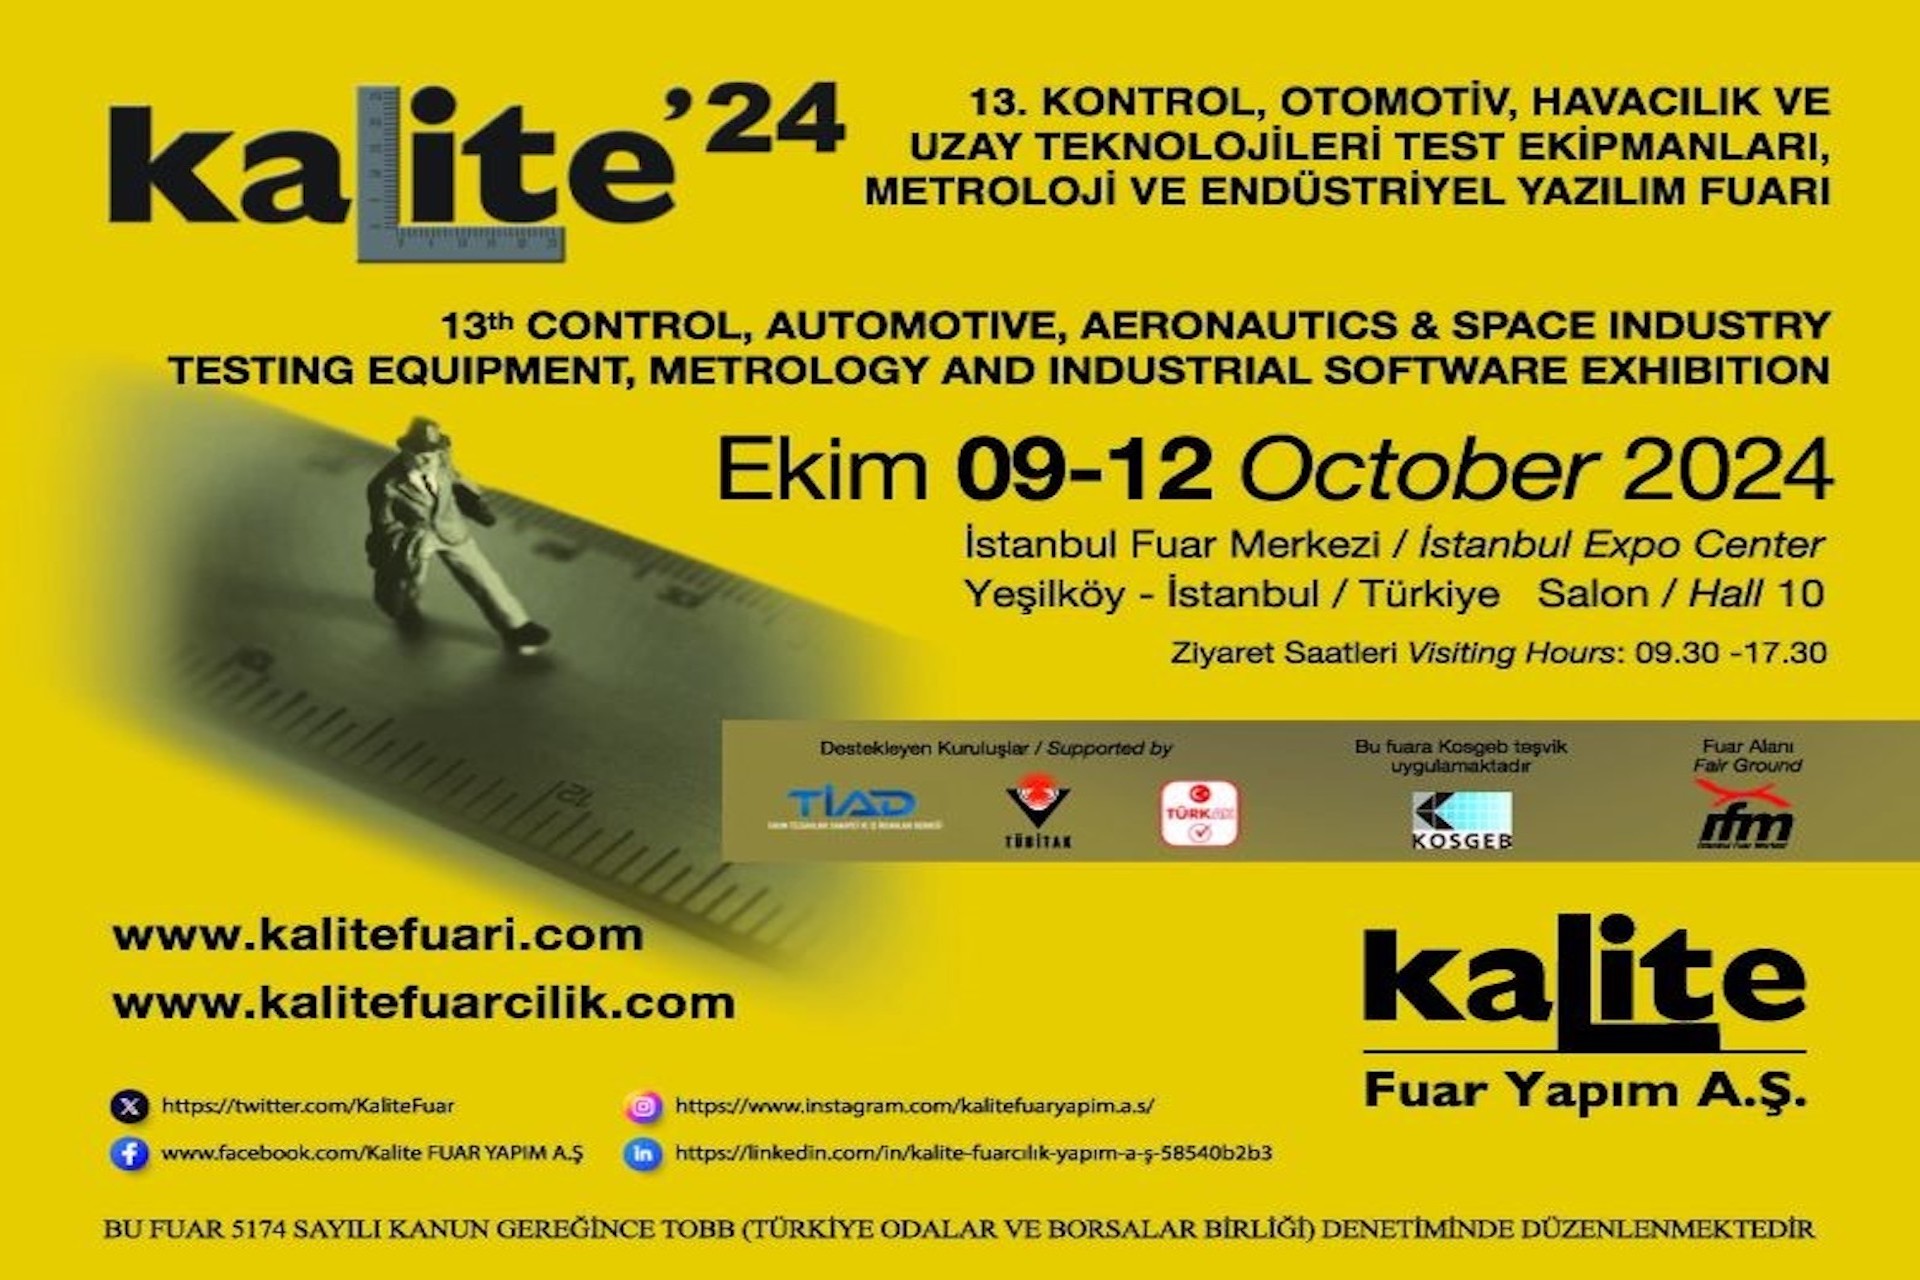 kaLite '24
13. KONTROL, OTOMOTİV, HAVACILIK VE
UZAY TEKNOLOJİLERİ TEST EKİPMANLARI,
METROLOJİ VE ENDÜSTRİYEL YAZILIM FUARI
13th CONTROL, AUTOMOTIVE, AERONAUTICS & SPACE INDUSTRY
TESTING EQUIPMENT, METROLOGY AND INDUSTRIAL SOFTWARE EXHIBITION
Ekim 09-12 October 2024
İstanbul Fuar Merkezi / İstanbul Expo Center
Yeşilköy - İstanbul / Türkiye Salon / Hall 10
Ziyaret Saatleri Visiting Hours: 09.30 -17.30
Destekleyen Kuruluşlar / Supported by
Bu fuara Kosgeb teşvik
uygulamaktadır
Fuar Alanı
Fair Ground
TİAD
TÜBİTAK
TÜRKAK
KOSGEB
ifm
İstanbul Fuar Merkezi
12
www.kalitefuari.com
www.kalitefuarcilik.com
kaLite
Fuar Yapım A.Ş.
https://twitter.com/KaliteFuar
https://www.instagram.com/kalitefuaryapim.a.s/
www.facebook.com/Kalite FUAR YAPIM A.Ş
https://linkedin.com/in/kalite-fuarcılık-yapım-a-ş-58540b2b3
BU FUAR 5174 SAYILI KANUN GEREĞİNCE TOBB (TÜRKİYE ODALAR VE BORSALAR BİRLİĞİ) DENETİMİNDE DÜZENLENMEKTEDİR